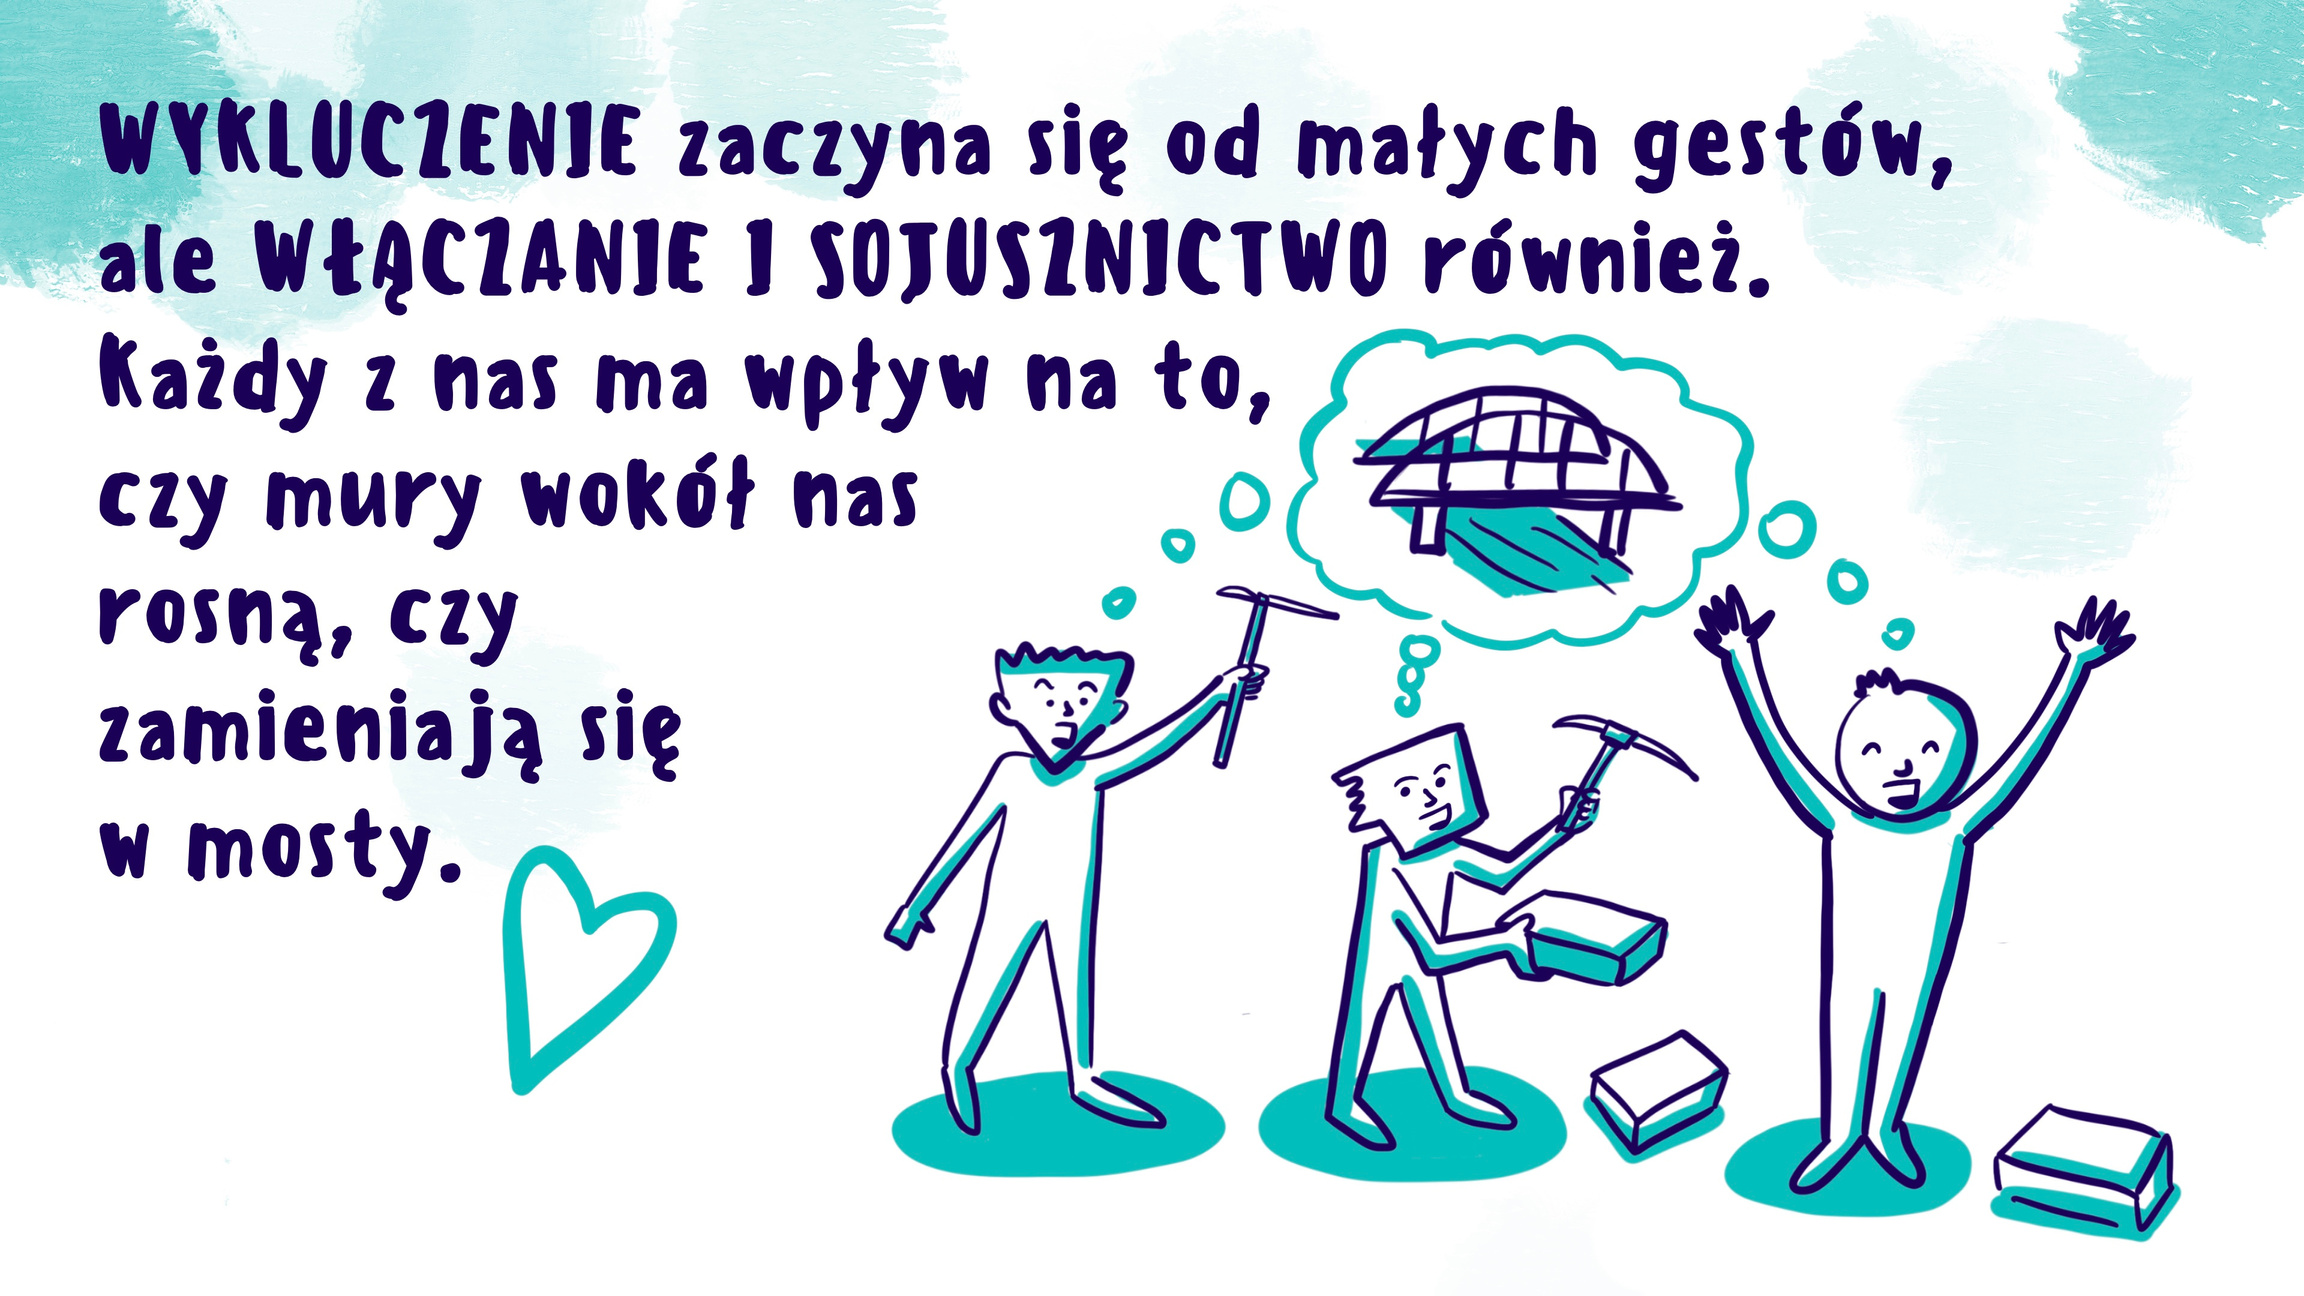 WYKLUCZENIE zaczyna się od małych gestów,
ale WŁĄCZANIE I SOJUSZNICTWO również.
Każdy z nas ma wpływ na to,
czy mury wokół nas
rosną, czy
zamieniają się
w mosty.